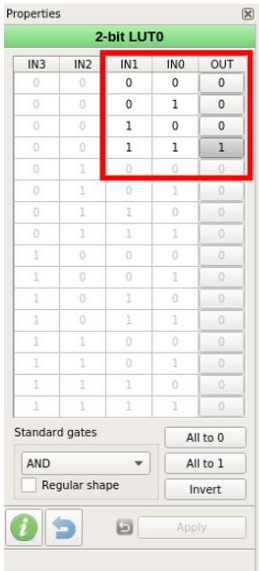 Properties
2-bit LUT0
IN3 IN2 IN1 IN0 OUT
0 0 0 0 0
0 0 0 1 0
0 0 1 0 0
0 0 1 1 1
0 1 0 0 0
0 1 0 1 0
0 1 1 0 0
0 1 1 1 0
1 0 0 0 0
1 0 0 1 0
1 0 1 0 0
1 0 1 1 0
1 1 0 0 0
1 1 0 1 0
1 1 1 0 0
1 1 1 1 0
Standard gates
All to 0
AND
All to 1
Regular shape
Invert
Apply